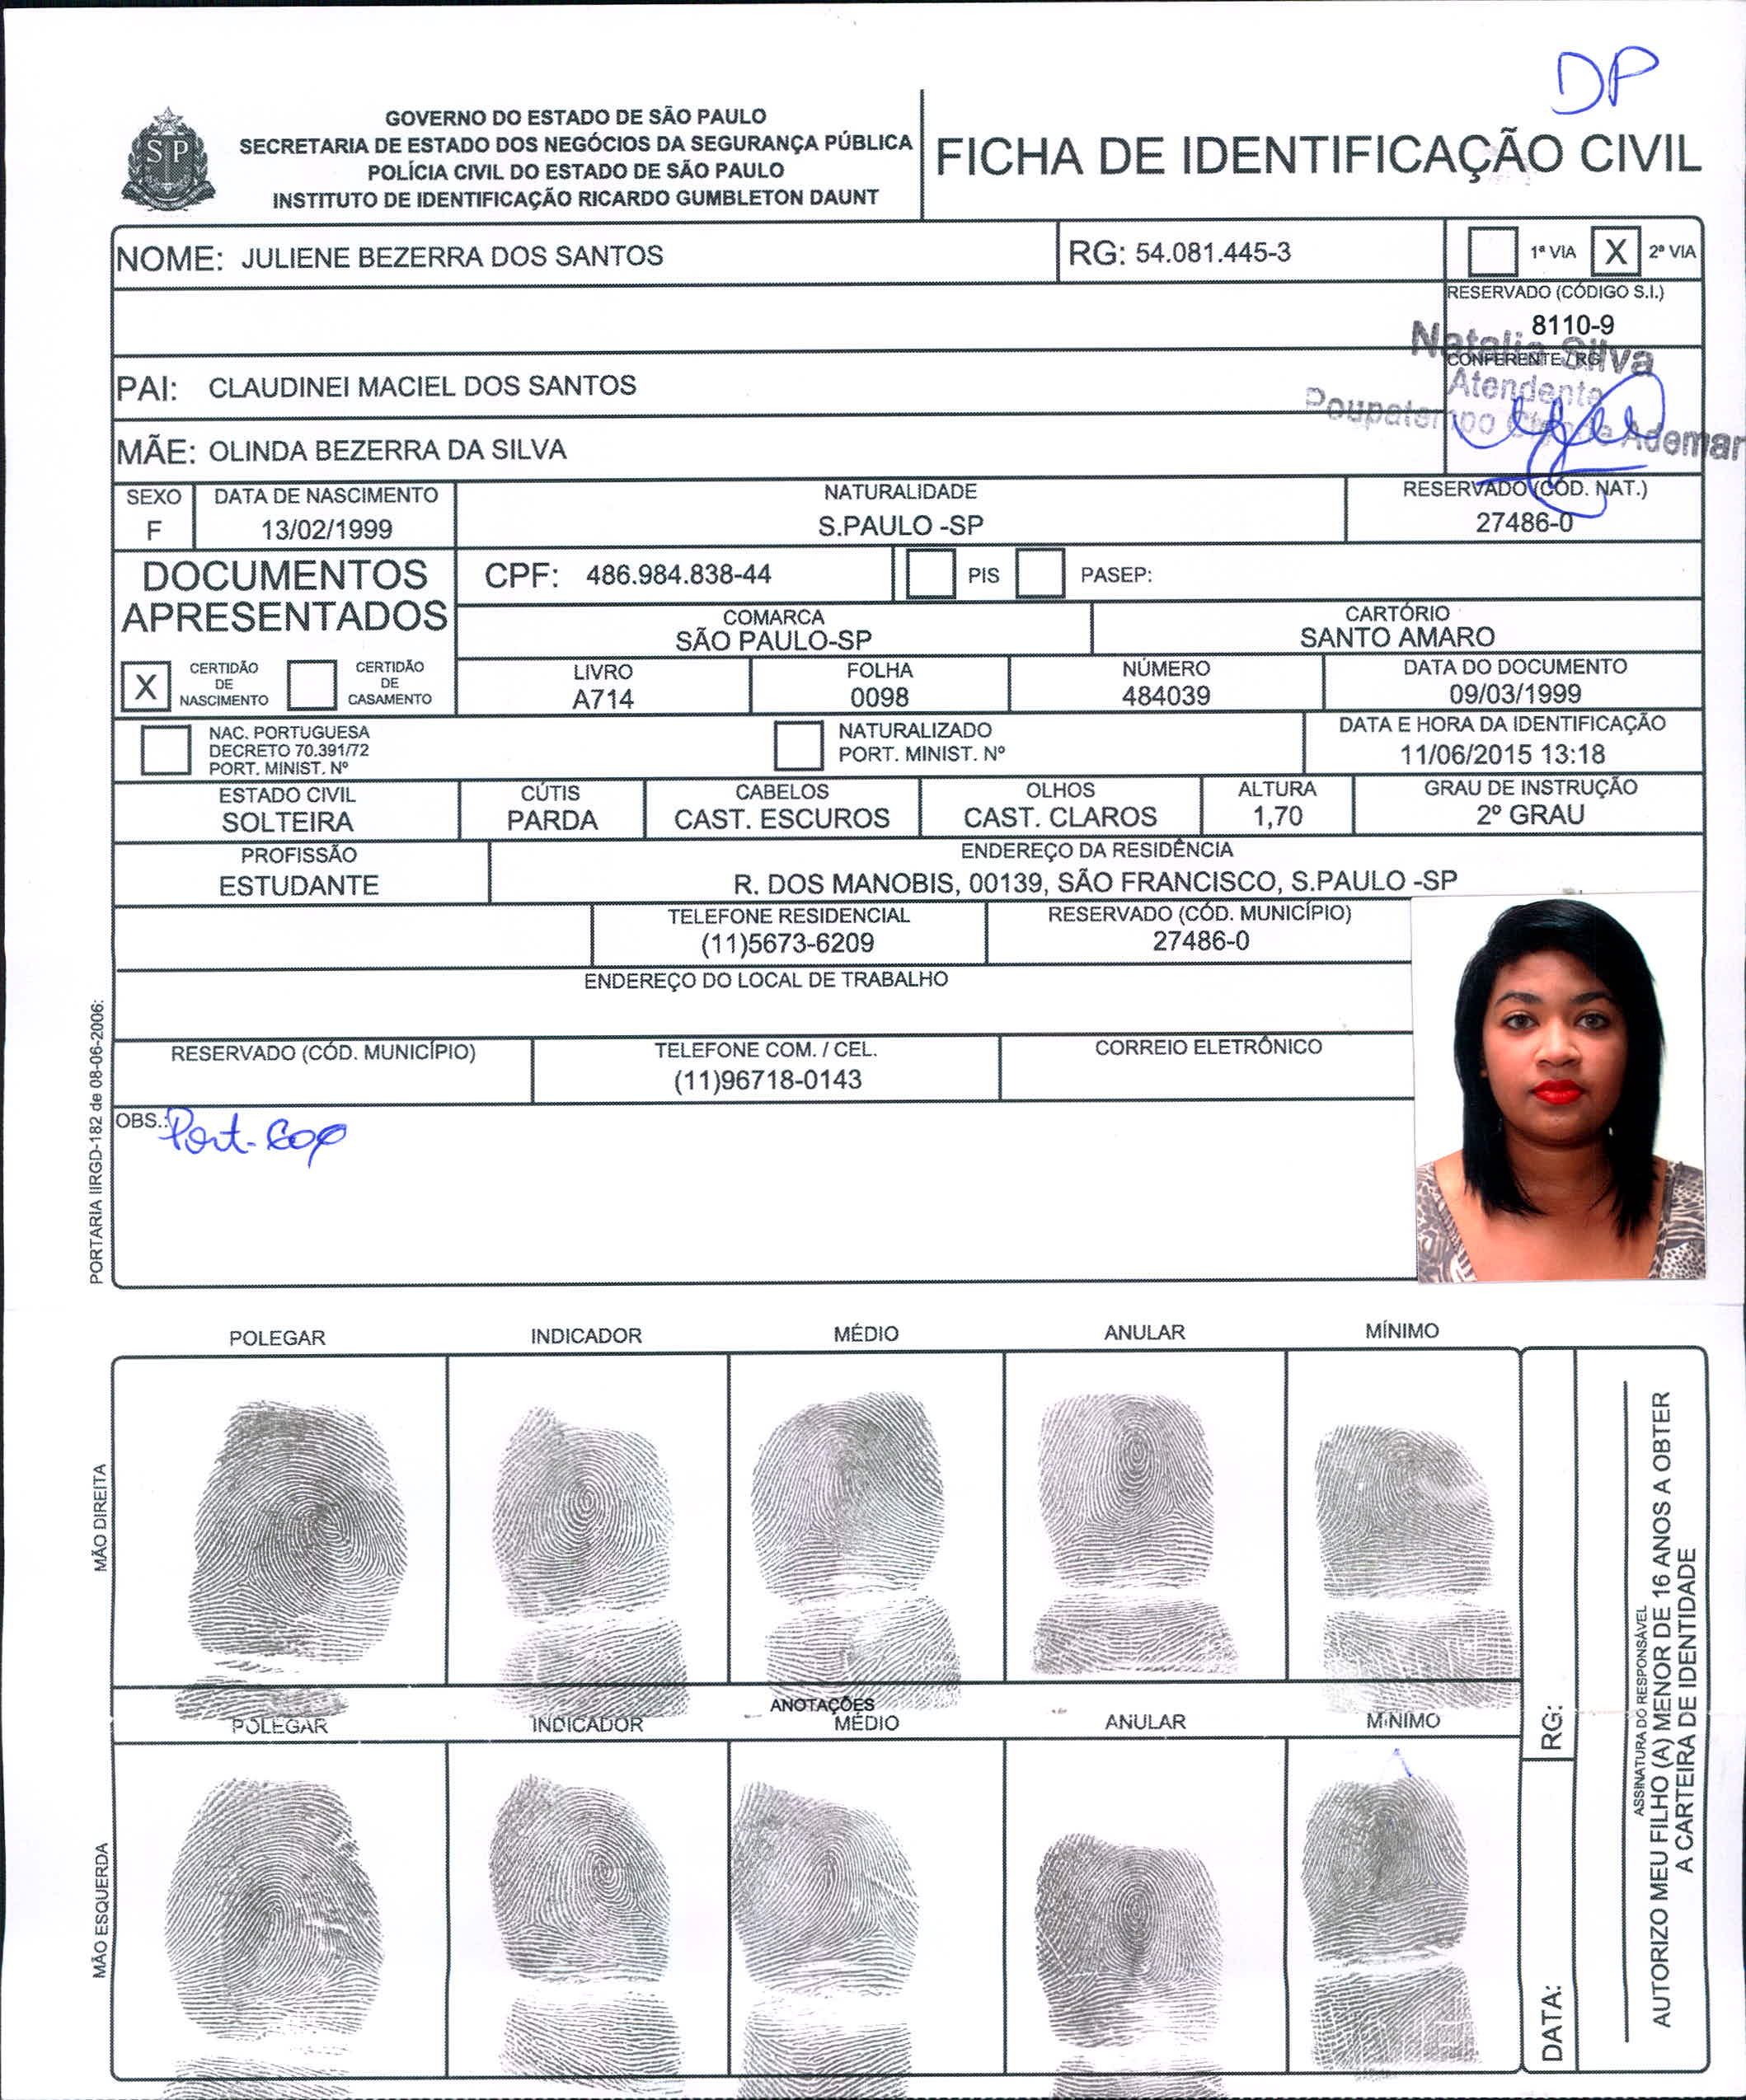 DP
SP
GOVERNO DO ESTADO DE SÃO PAULO
SECRETARIA DE ESTADO DOS NEGÓCIOS DA SEGURANÇA PÚBLICA
POLÍCIA CIVIL DO ESTADO DE SÃO PAULO
INSTITUTO DE IDENTIFICAÇÃO RICARDO GUMBLETON DAUNT
FICHA DE IDENTIFICAÇÃO CIVIL
NOME: JULIENE BEZERRA DOS SANTOS
RG: 54.081.445-3
1ª VIA X 2ª VIA
RESERVADO (CÓDIGO S.I.)
8110-9
CONFERENTE / RG
Natalia Silva
Atendente
Poupatempo Cidade Ademar
PAI: CLAUDINEI MACIEL DOS SANTOS
MÃE: OLINDA BEZERRA DA SILVA
SEXO
F
DATA DE NASCIMENTO
13/02/1999
NATURALIDADE
S.PAULO -SP
RESERVADO (CÓD. NAT.)
27486-0
DOCUMENTOS
APRESENTADOS
CPF: 486.984.838-44
PIS
PASEP:
COMARCA
SÃO PAULO-SP
CARTÓRIO
SANTO AMARO
X CERTIDÃO
DE
NASCIMENTO
CERTIDÃO
DE
CASAMENTO
LIVRO
A714
FOLHA
0098
NÚMERO
484039
DATA DO DOCUMENTO
09/03/1999
NAC. PORTUGUESA
DECRETO 70.391/72
PORT. MINIST. Nº
NATURALIZADO
PORT. MINIST. Nº
DATA E HORA DA IDENTIFICAÇÃO
11/06/2015 13:18
ESTADO CIVIL
SOLTEIRA
CÚTIS
PARDA
CABELOS
CAST. ESCUROS
OLHOS
CAST. CLAROS
ALTURA
1,70
GRAU DE INSTRUÇÃO
2º GRAU
PROFISSÃO
ESTUDANTE
ENDEREÇO DA RESIDÊNCIA
R. DOS MANOBIS, 00139, SÃO FRANCISCO, S.PAULO -SP
TELEFONE RESIDENCIAL
(11)5673-6209
RESERVADO (CÓD. MUNICÍPIO)
27486-0
ENDEREÇO DO LOCAL DE TRABALHO
RESERVADO (CÓD. MUNICÍPIO)
TELEFONE COM. / CEL.
(11)96718-0143
CORREIO ELETRÔNICO
OBS.:
PORTARIA IIRGD-182 de 08-06-2006:
POLEGAR
INDICADOR
MÉDIO
ANULAR
MÍNIMO
MÃO DIREITA
ANOTAÇÕES
POLEGAR
INDICADOR
MÉDIO
ANULAR
MÍNIMO
MÃO ESQUERDA
RG:
DATA:
ASSINATURA DO RESPONSÁVEL
AUTORIZO MEU FILHO (A) MENOR DE 16 ANOS A OBTER
A CARTEIRA DE IDENTIDADE